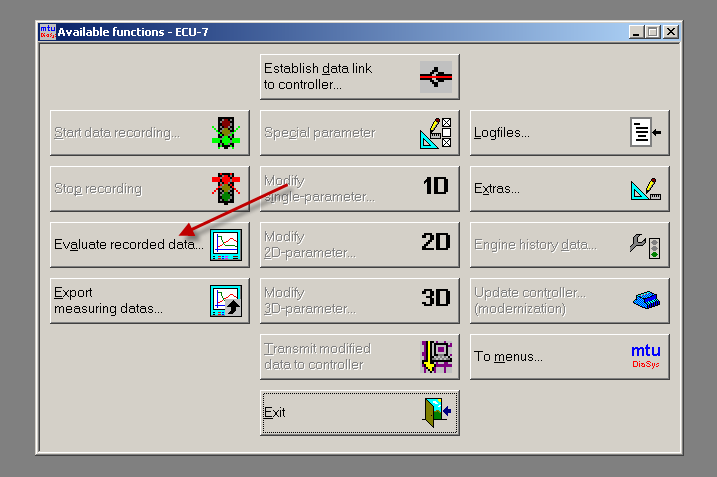 mtu
DiaSys
Available functions - ECU-7
Establish data link
to controller...
Start data recording...
Special parameter
Logfiles...
Stop recording
Modify
single-parameter...
1D
Extras...
Evaluate recorded data...
Modify
2D-parameter...
2D
Engine history data...
Export
measuring datas...
Modify
3D-parameter...
3D
Update controller...
(modernization)
Transmit modified
data to controller
To menus...
mtu
DiaSys
Exit